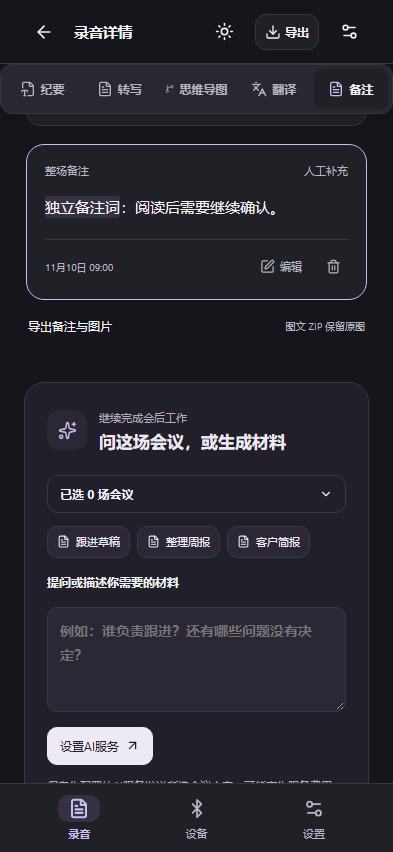 录音详情
导出
纪要
转写
思维导图
翻译
备注
整场备注
人工补充
独立备注词：阅读后需要继续确认。
11月10日 09:00
编辑
导出备注与图片
图文 ZIP 保留原图
继续完成会后工作
问这场会议，或生成材料
已选 0 场会议
跟进草稿
整理周报
客户简报
提问或描述你需要的材料
例如：谁负责跟进？还有哪些问题没有决
定？
设置AI服务
录音
设备
设置